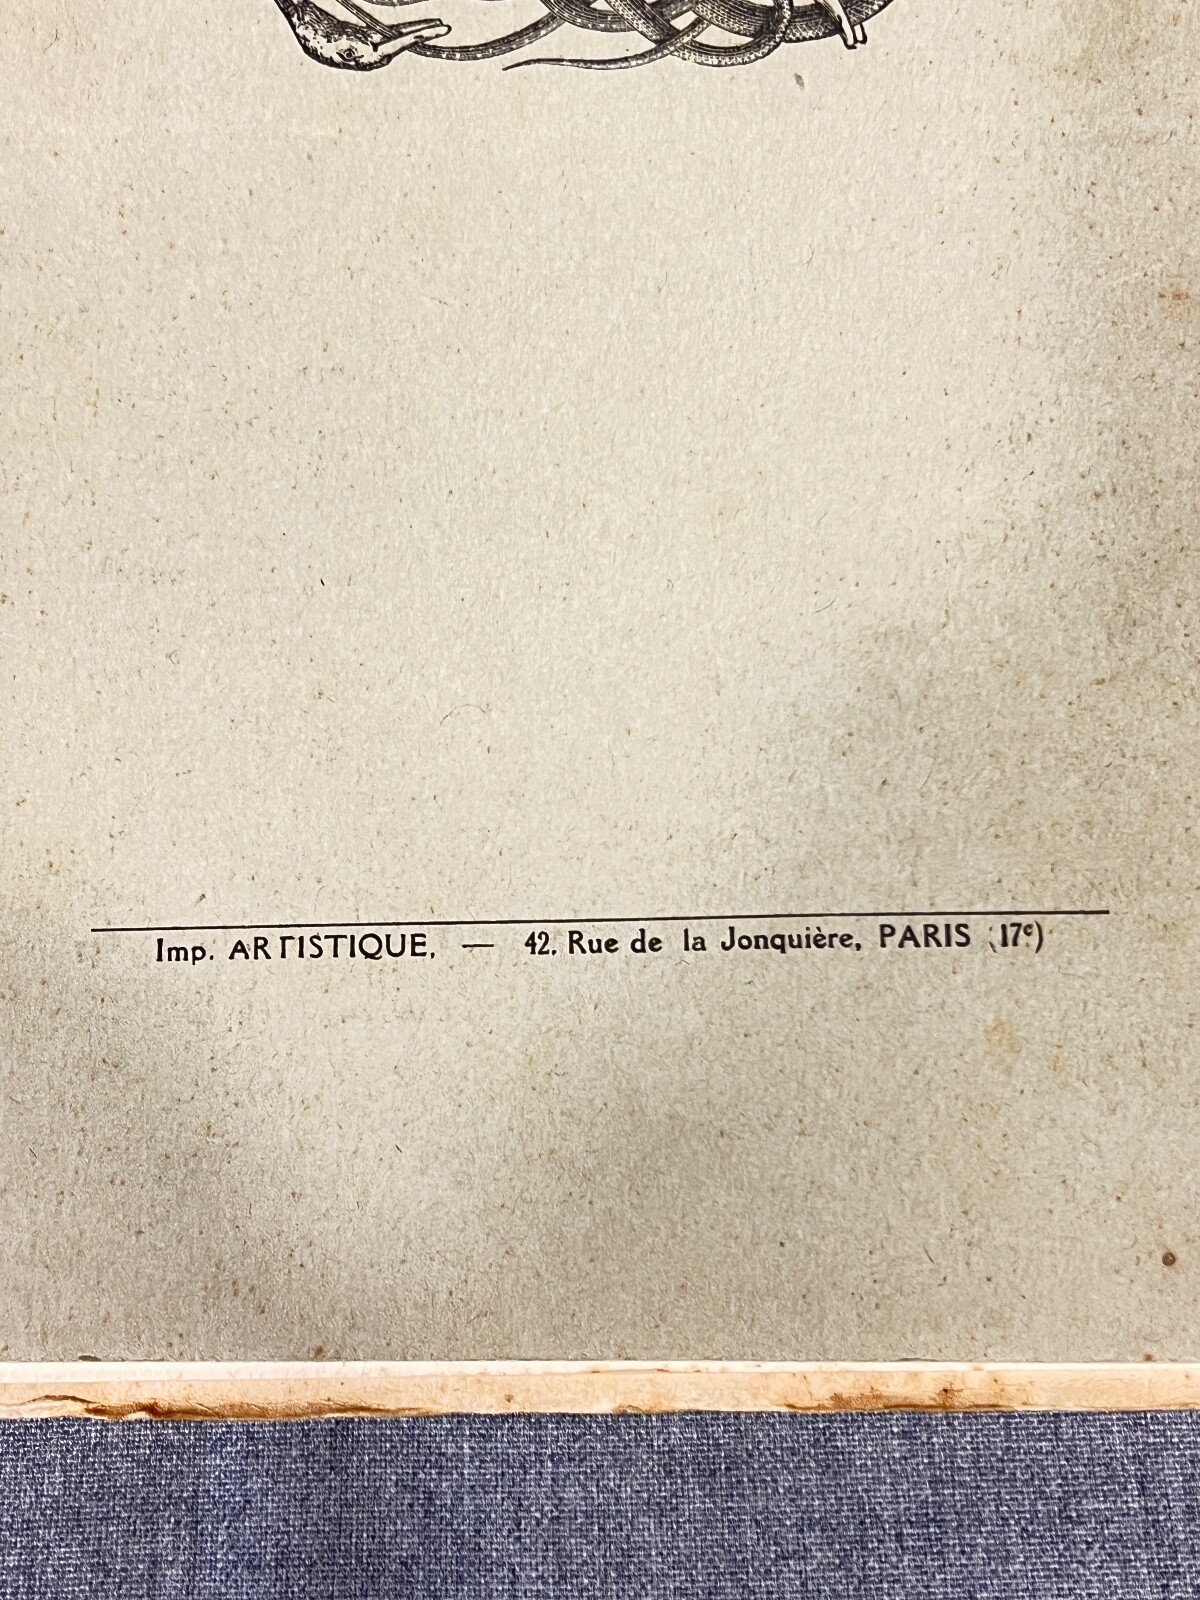 Imp. ARTISTIQUE, — 42, Rue de la Jonquière, PARIS (17e)